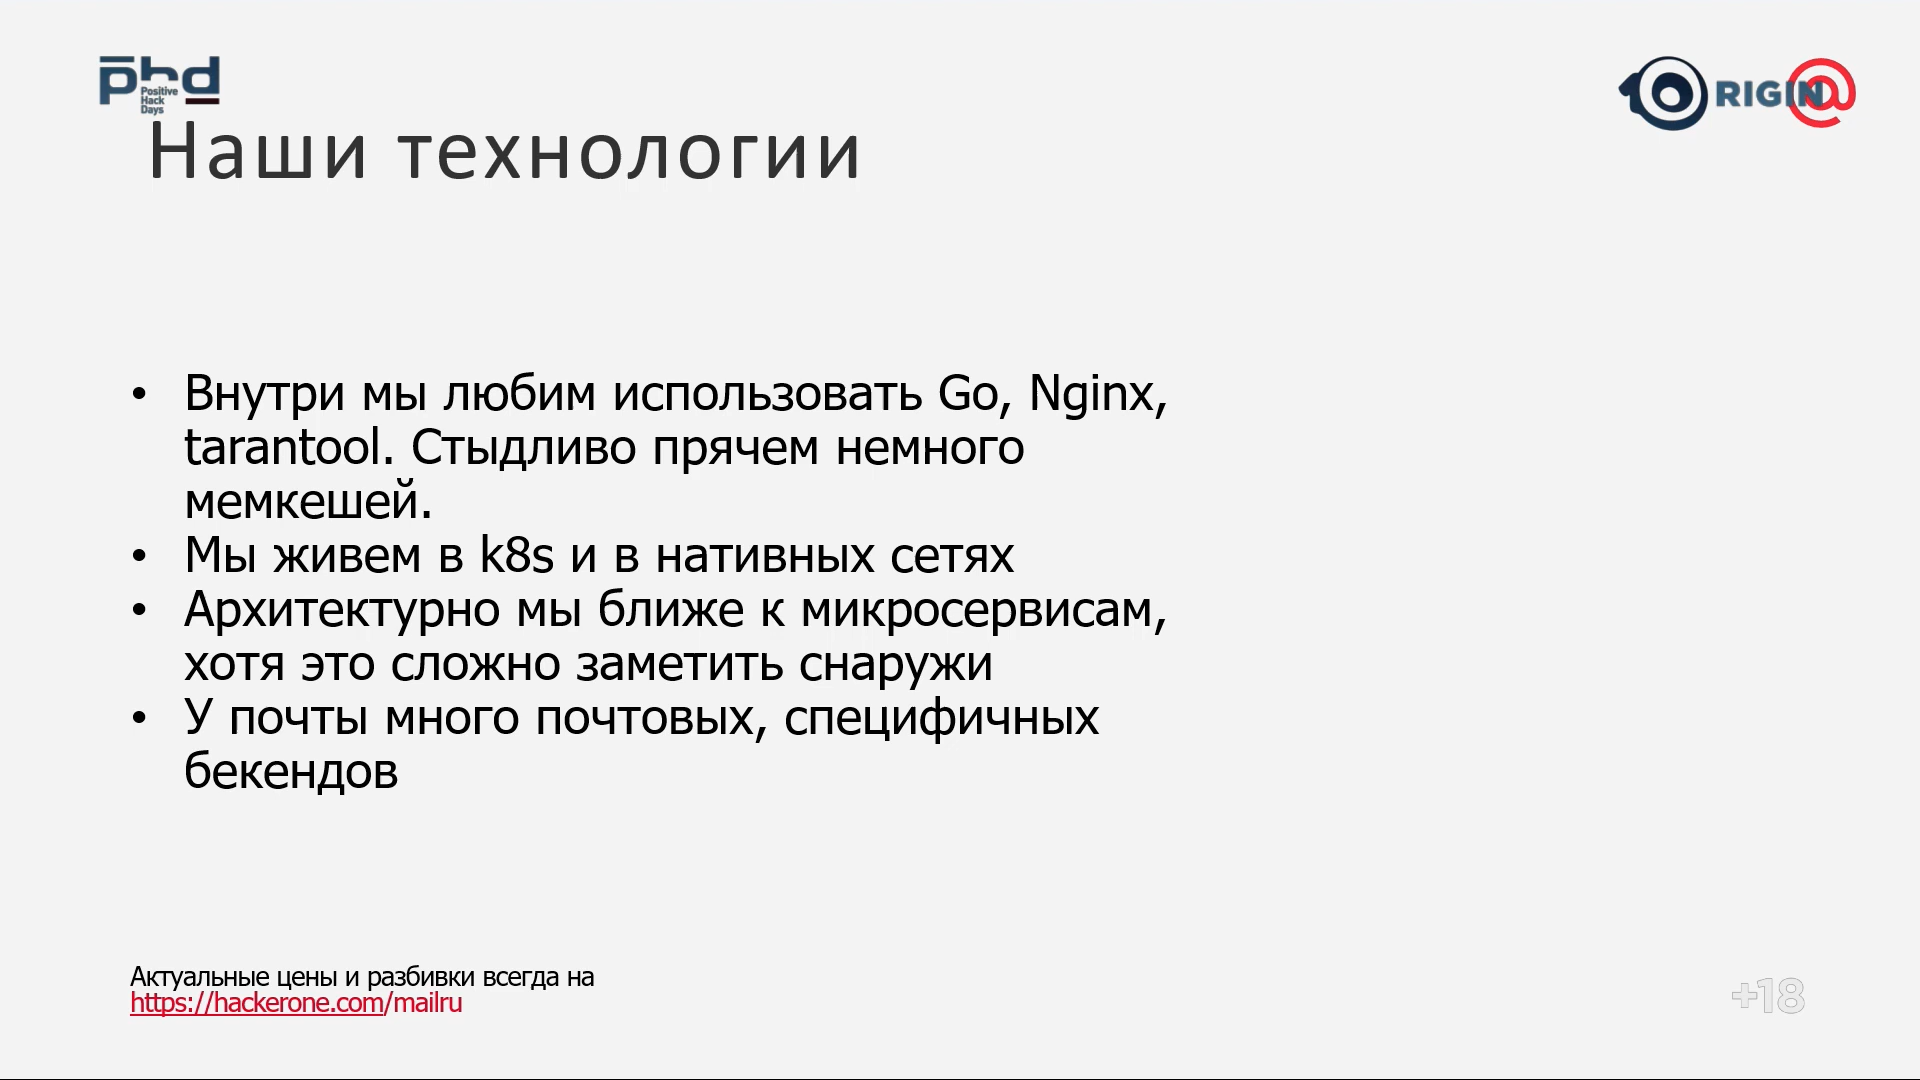 phd
Positive
Hack
Days
10 RIGIN@
Наши технологии
• Внутри мы любим использовать Go, Nginx,
tarantool. Стыдливо прячем немного
мемкешей.
• Мы живем в k8s и в нативных сетях
• Архитектурно мы ближе к микросервисам,
хотя это сложно заметить снаружи
• У почты много почтовых, специфичных
бекендов
Актуальные цены и разбивки всегда на
https://hackerone.com/mailru
+18